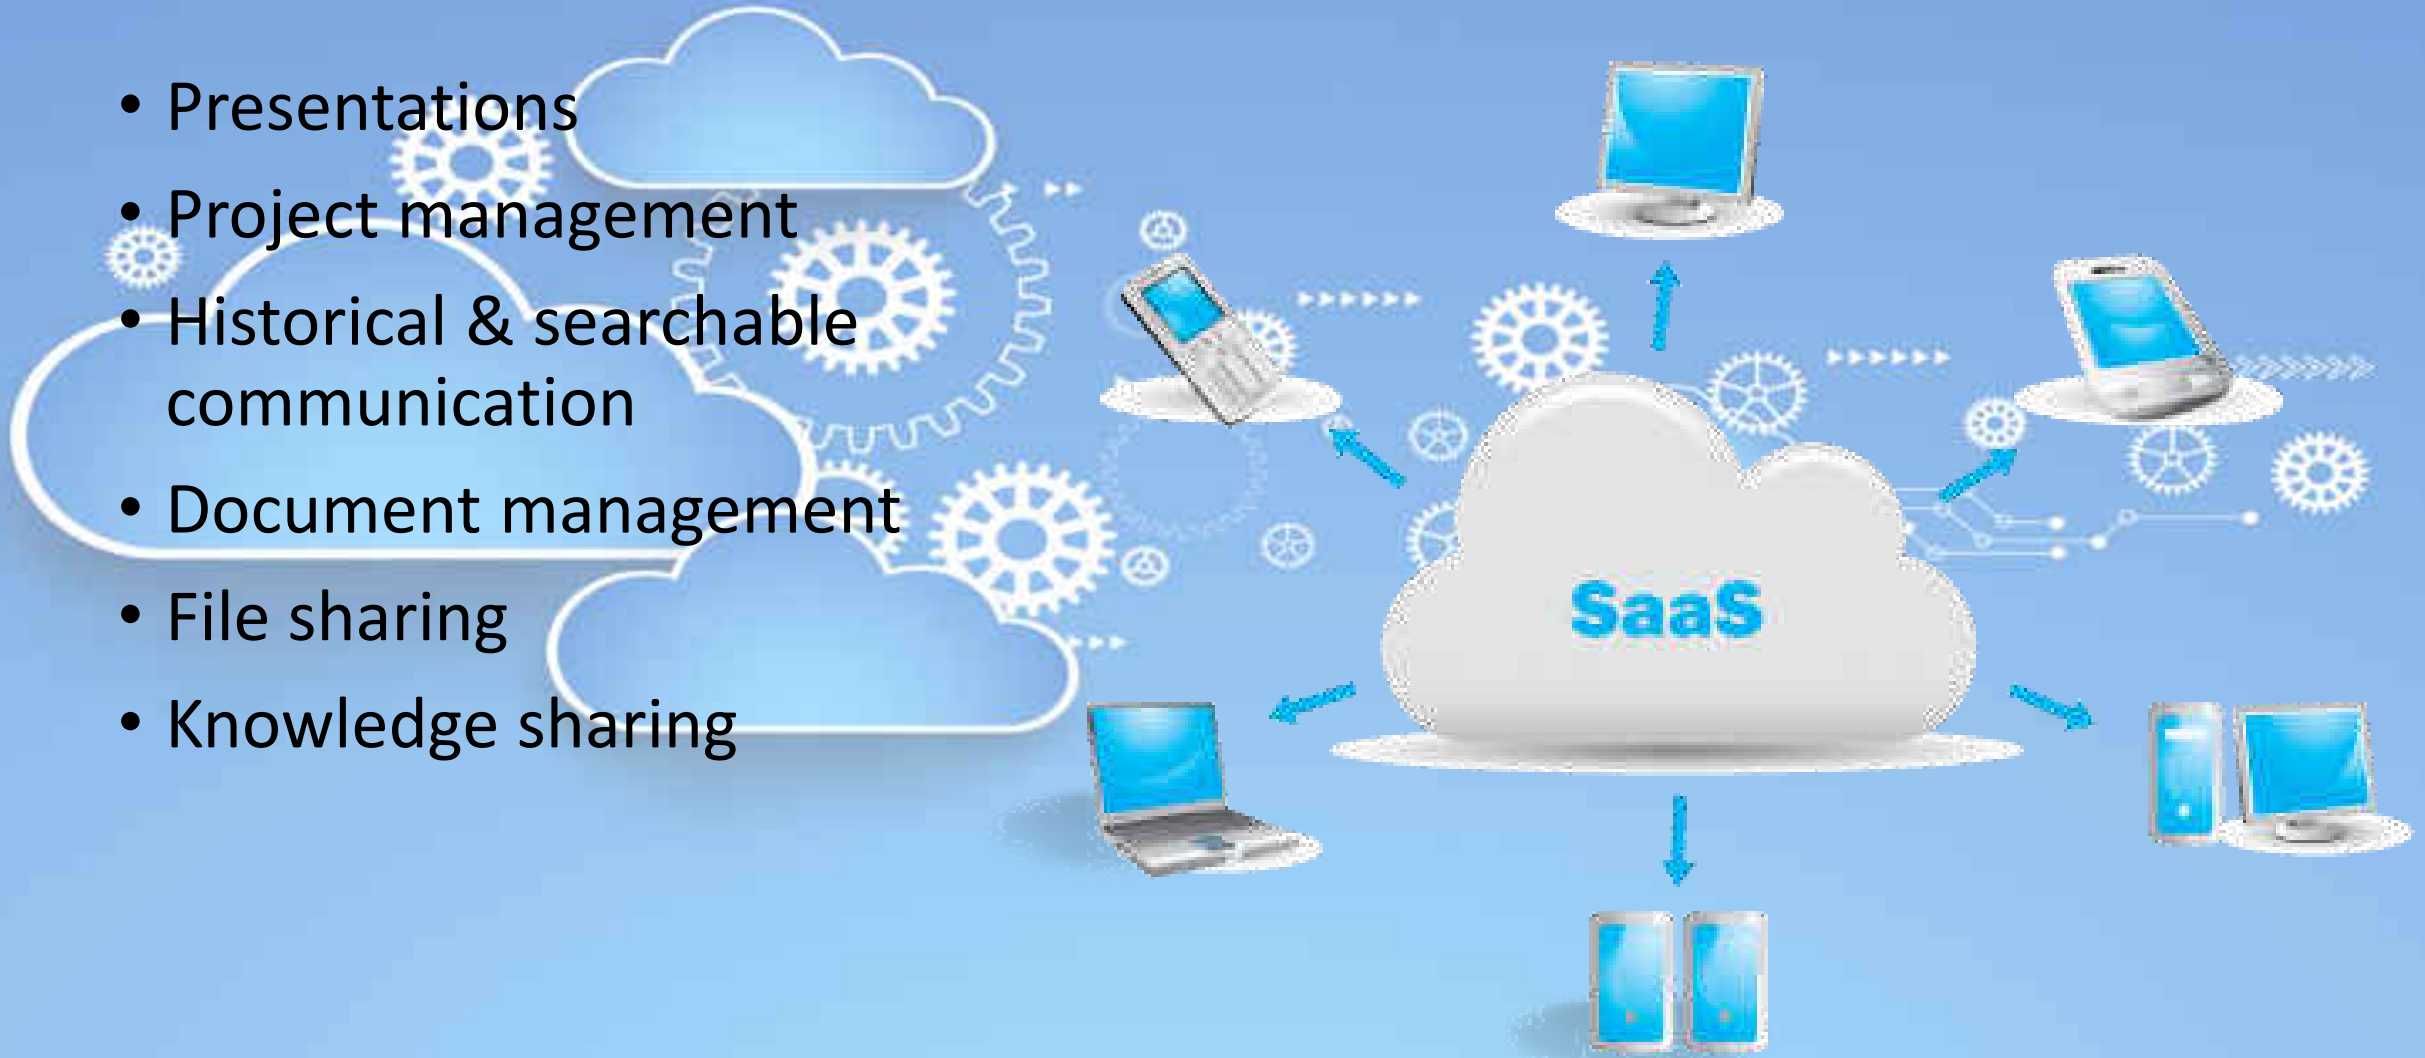 • Presentations
• Project management
• Historical & searchable
communication
• Document management
• File sharing
• Knowledge sharing
SaaS